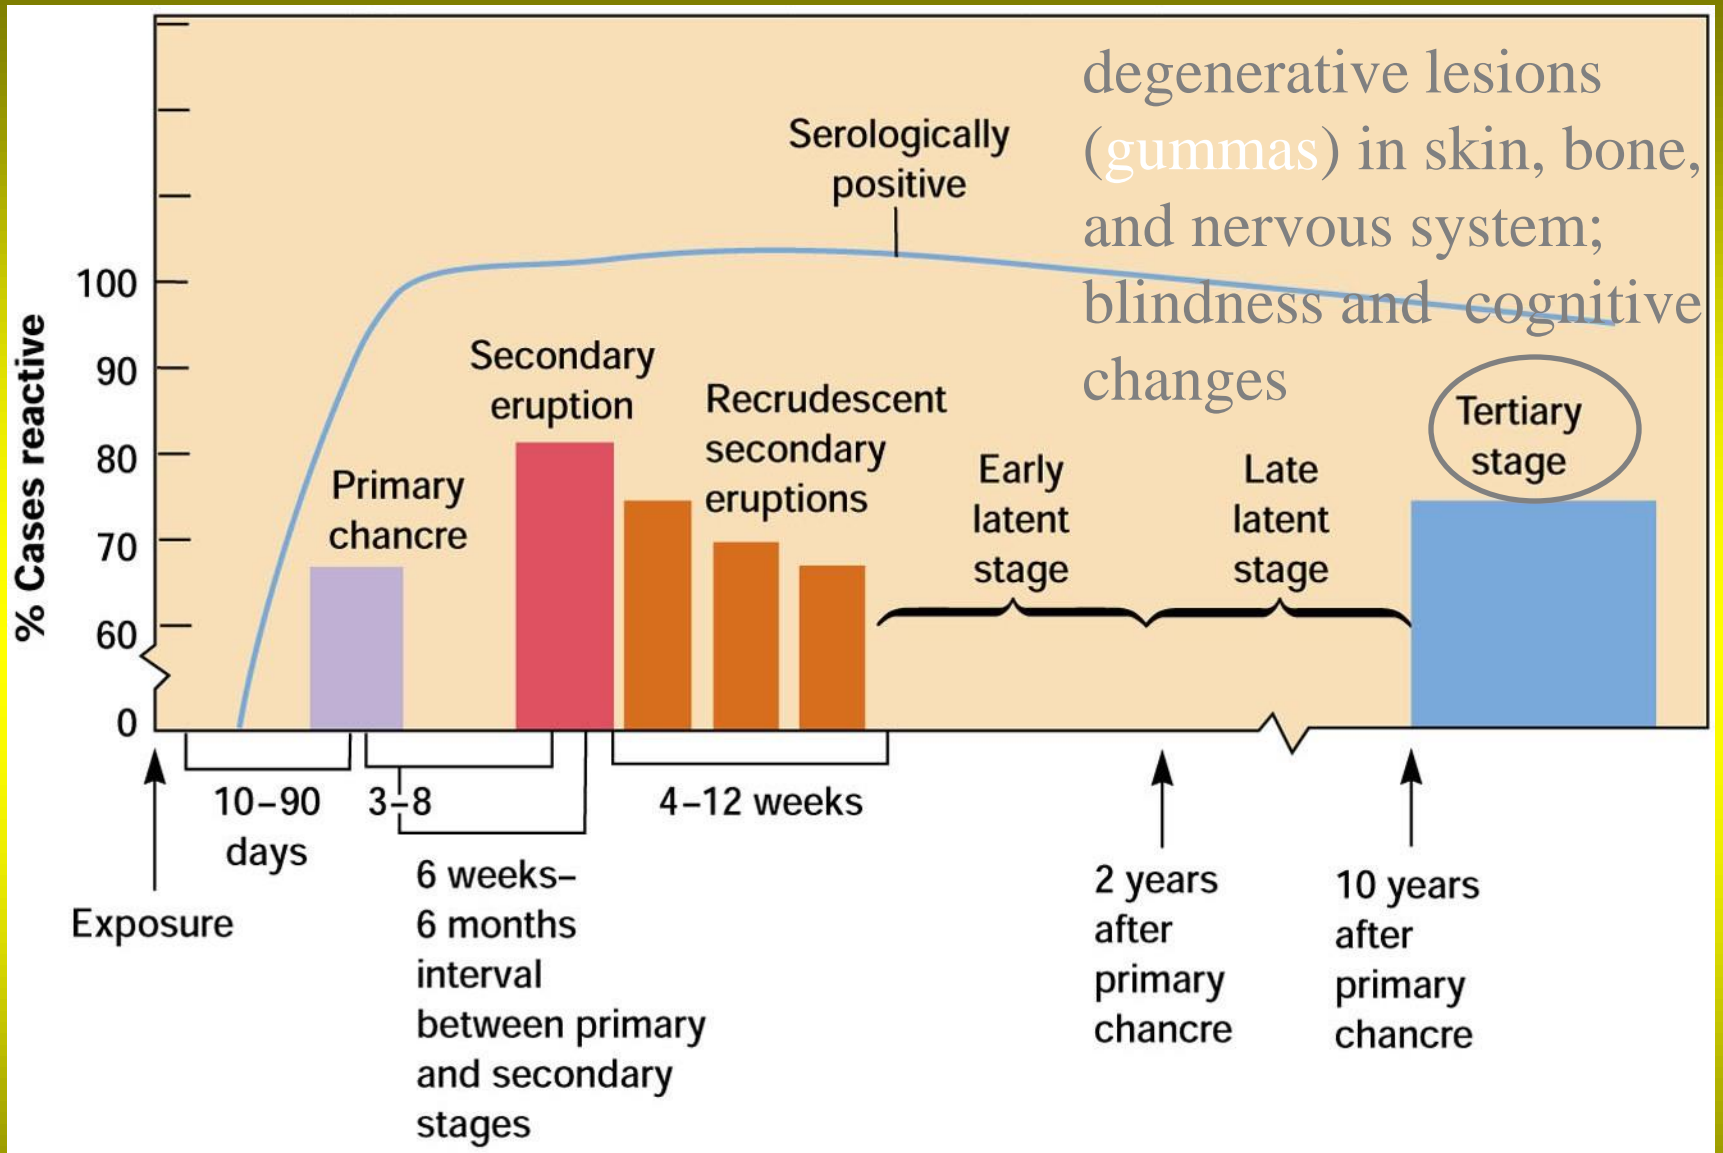 degenerative lesions
(gummas) in skin, bone,
and nervous system;
blindness and cognitive
changes
Serologically
positive
% Cases reactive
100
90
80
70
60
0
Primary
chancre
Secondary
eruption
Recrudescent
secondary
eruptions
Early
latent
stage
Late
latent
stage
Tertiary
stage
Exposure
10–90
days
3–8
6 weeks–
6 months
interval
between primary
and secondary
stages
4–12 weeks
2 years
after
primary
chancre
10 years
after
primary
chancre